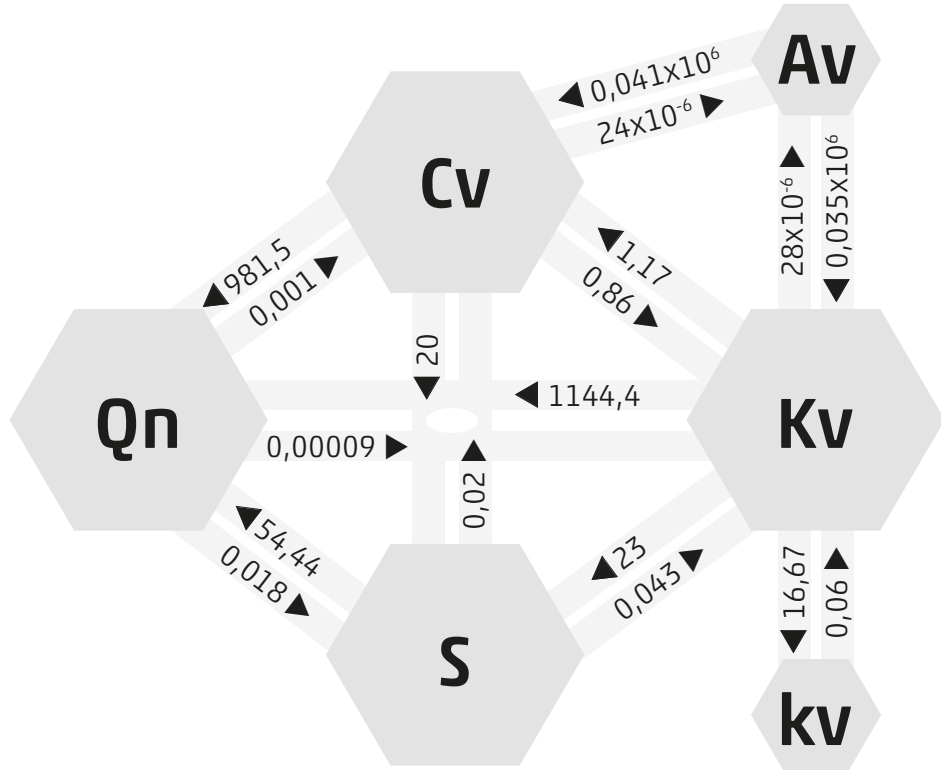 Av
0,041x10⁶
24x10⁻⁶
Cv
28x10⁻⁶
0,035x10⁶
981,5
0,001
1,17
0,86
20
1144,4
Qn
Kv
0,00009
0,02
54,44
0,018
23
0,043
16,67
0,06
S
kv